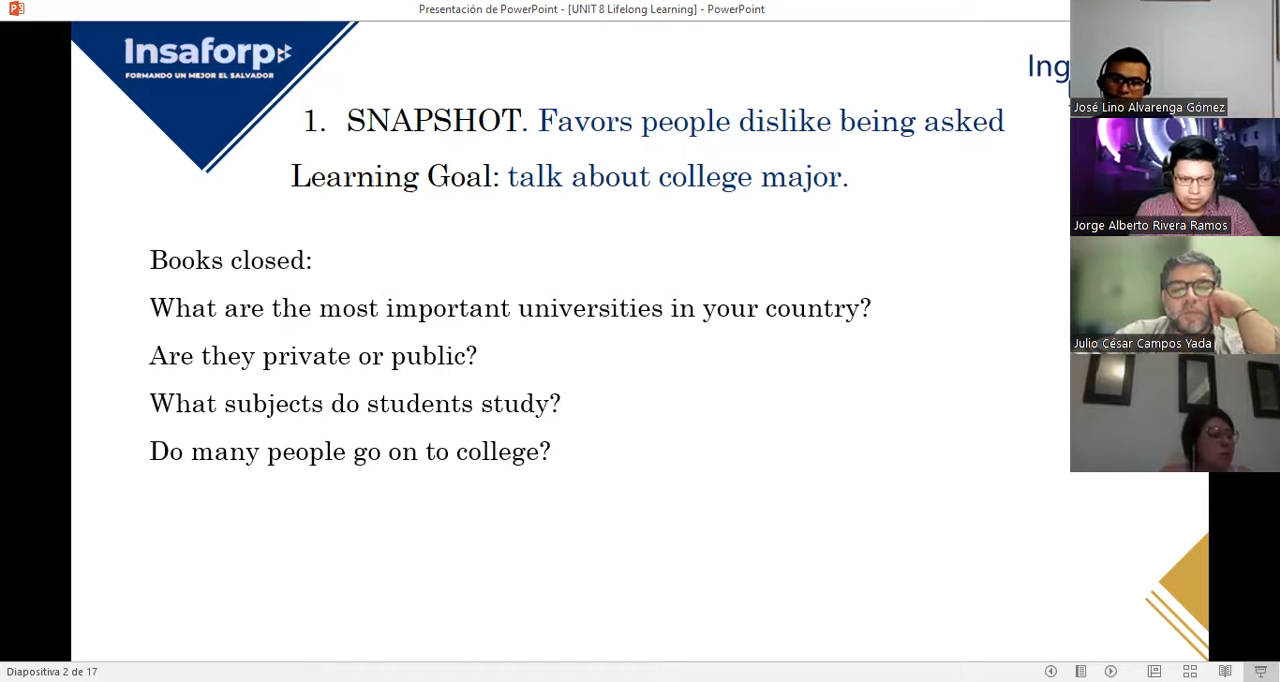 Presentación de PowerPoint - [UNIT 8 Lifelong Learning] - PowerPoint
Insaforp
FORMANDO UN MEJOR EL SALVADOR
Ing
1. SNAPSHOT. Favors people dislike being asked
Learning Goal: talk about college major.
Books closed:
What are the most important universities in your country?
Are they private or public?
What subjects do students study?
Do many people go on to college?
José Lino Alvarenga Gómez
Jorge Alberto Rivera Ramos
Julio César Campos Yada
Diapositiva 2 de 17